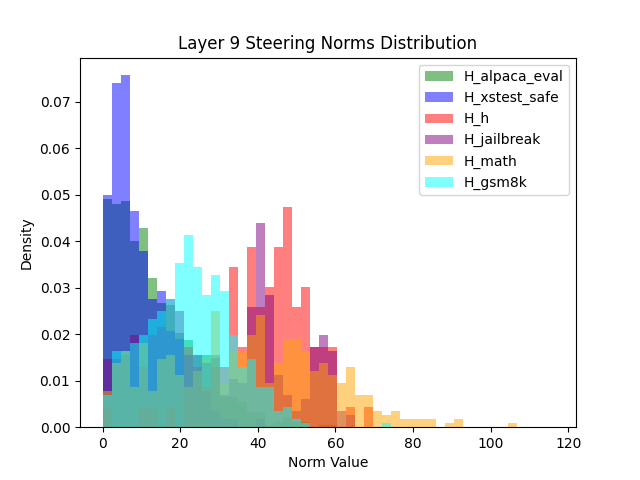 Layer 9 Steering Norms Distribution
H_alpaca_eval
H_xstest_safe
H_h
H_jailbreak
H_math
H_gsm8k
Density
0.07
0.06
0.05
0.04
0.03
0.02
0.01
0.00
0 20 40 60 80 100 120
Norm Value